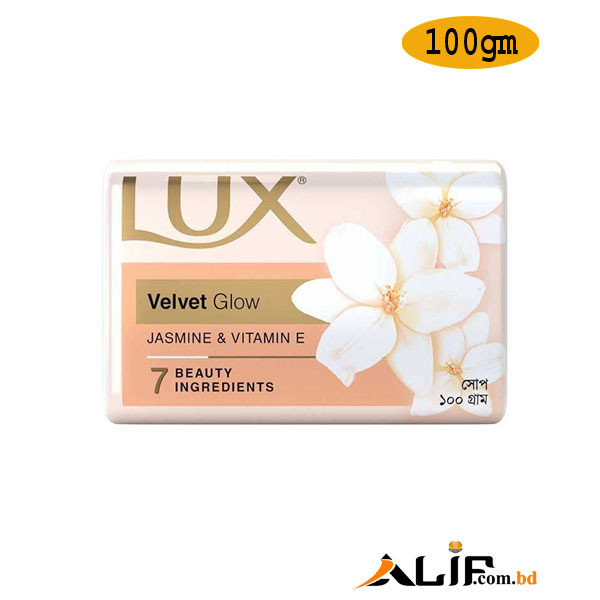 100gm
LUX®
Velvet Glow
JASMINE & VITAMIN E
7 BEAUTY
INGREDIENTS
সোপ
১০০ গ্রাম
ALIF.com.bd